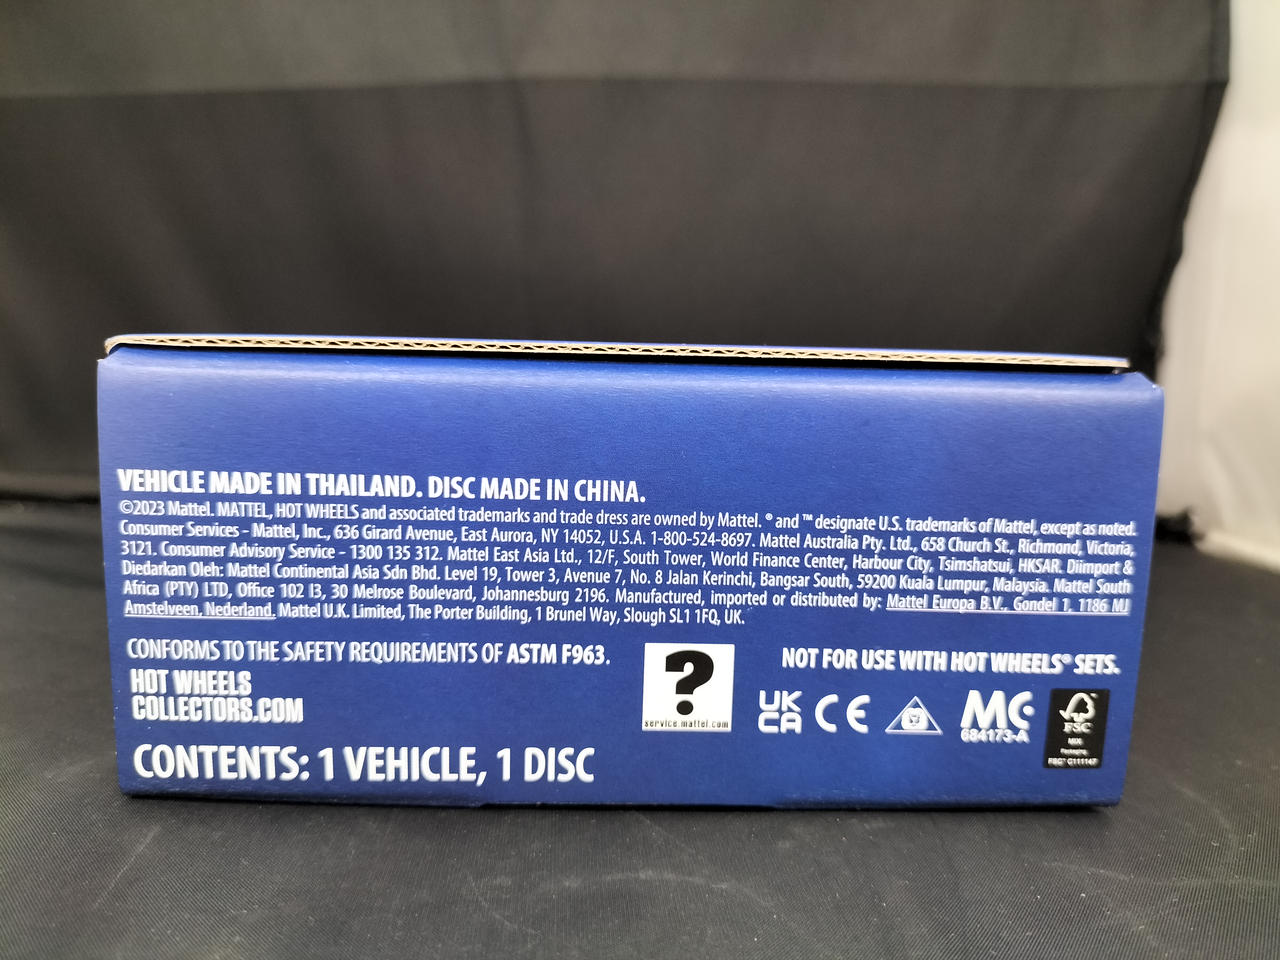 VEHICLE MADE IN THAILAND. DISC MADE IN CHINA.
©2023 Mattel. MATTEL, HOT WHEELS and associated trademarks and trade dress are owned by Mattel. ® and ™ designate U.S. trademarks of Mattel, except as noted.
Consumer Services – Mattel, Inc., 636 Girard Avenue, East Aurora, NY 14052, U.S.A. 1-800-524-8697. Mattel Australia Pty. Ltd., 658 Church St., Richmond, Victoria,
3121. Consumer Advisory Service - 1300 135 312. Mattel East Asia Ltd., 12/F, South Tower, World Finance Center, Harbour City, Tsimshatsui, HKSAR. Diimport &
Diedarkan Oleh: Mattel Continental Asia Sdn Bhd. Level 19, Tower 3, Avenue 7, No. 8 Jalan Kerinchi, Bangsar South, 59200 Kuala Lumpur, Malaysia. Mattel South
Africa (PTY) LTD, Office 102 I3, 30 Melrose Boulevard, Johannesburg 2196. Manufactured, imported or distributed by: Mattel Europa B.V., Gondel 1, 1186 MJ
Amstelveen, Nederland. Mattel U.K. Limited, The Porter Building, 1 Brunel Way, Slough SL1 1FQ, UK.
CONFORMS TO THE SAFETY REQUIREMENTS OF ASTM F963.
HOT WHEELS
COLLECTORS.COM
CONTENTS: 1 VEHICLE, 1 DISC
?
service.mattel.com
NOT FOR USE WITH HOT WHEELS® SETS.
UK
CA
CE
MC
684173-A
FSC
MIX
Packaging
FSC™ C111147